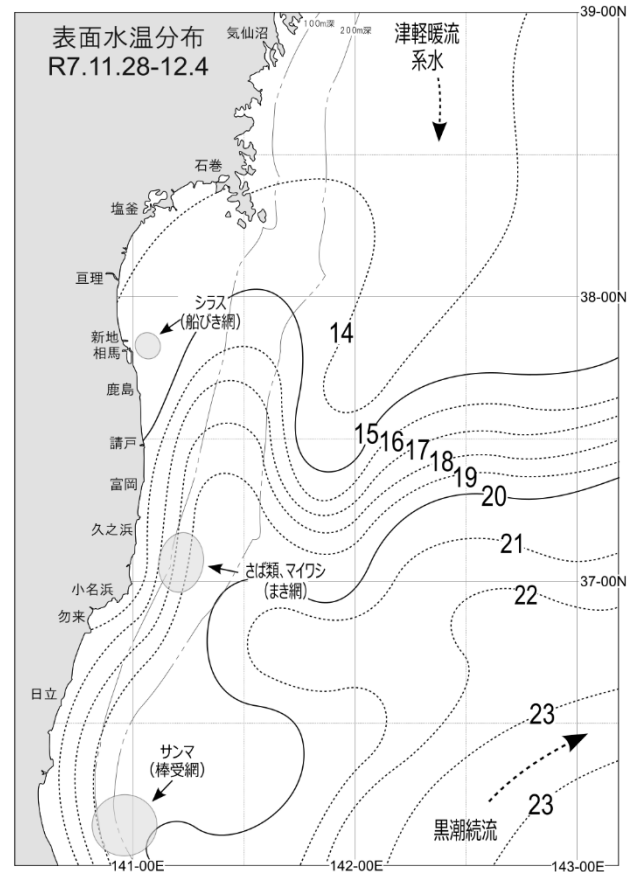 表面水温分布
R7.11.28-12.4
気仙沼
100m深
200m深
津軽暖流
系水
39-00N
石巻
塩釜
亘理
38-00N
シラス
(船びき網)
新地
相馬
鹿島
請戸
富岡
久之浜
小名浜
勿来
日立
14
15
16
17
18
19
20
21
22
23
23
37-00N
さば類、マイワシ
(まき網)
サンマ
(棒受網)
黒潮続流
141-00E
142-00E
143-00E